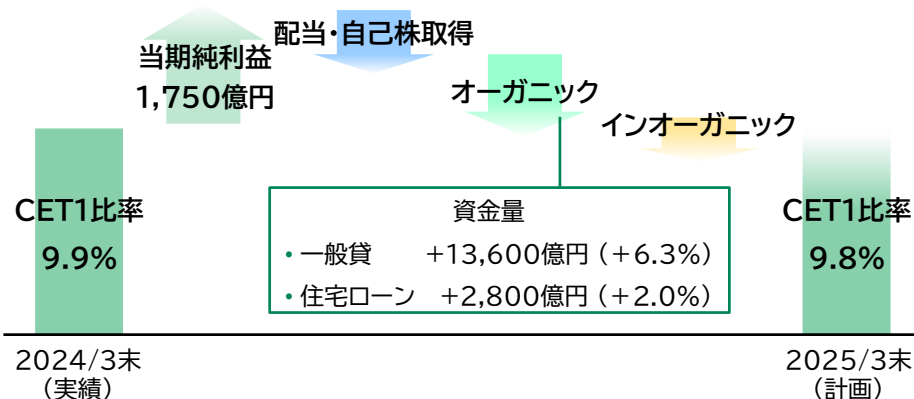 配当・自己株取得
当期純利益
1,750億円
オーガニック
インオーガニック
CET1比率
9.9%
資金量
・一般貸 +13,600億円（+6.3%）
・住宅ローン +2,800億円（+2.0%）
CET1比率
9.8%
2024/3末
（実績）
2025/3末
（計画）